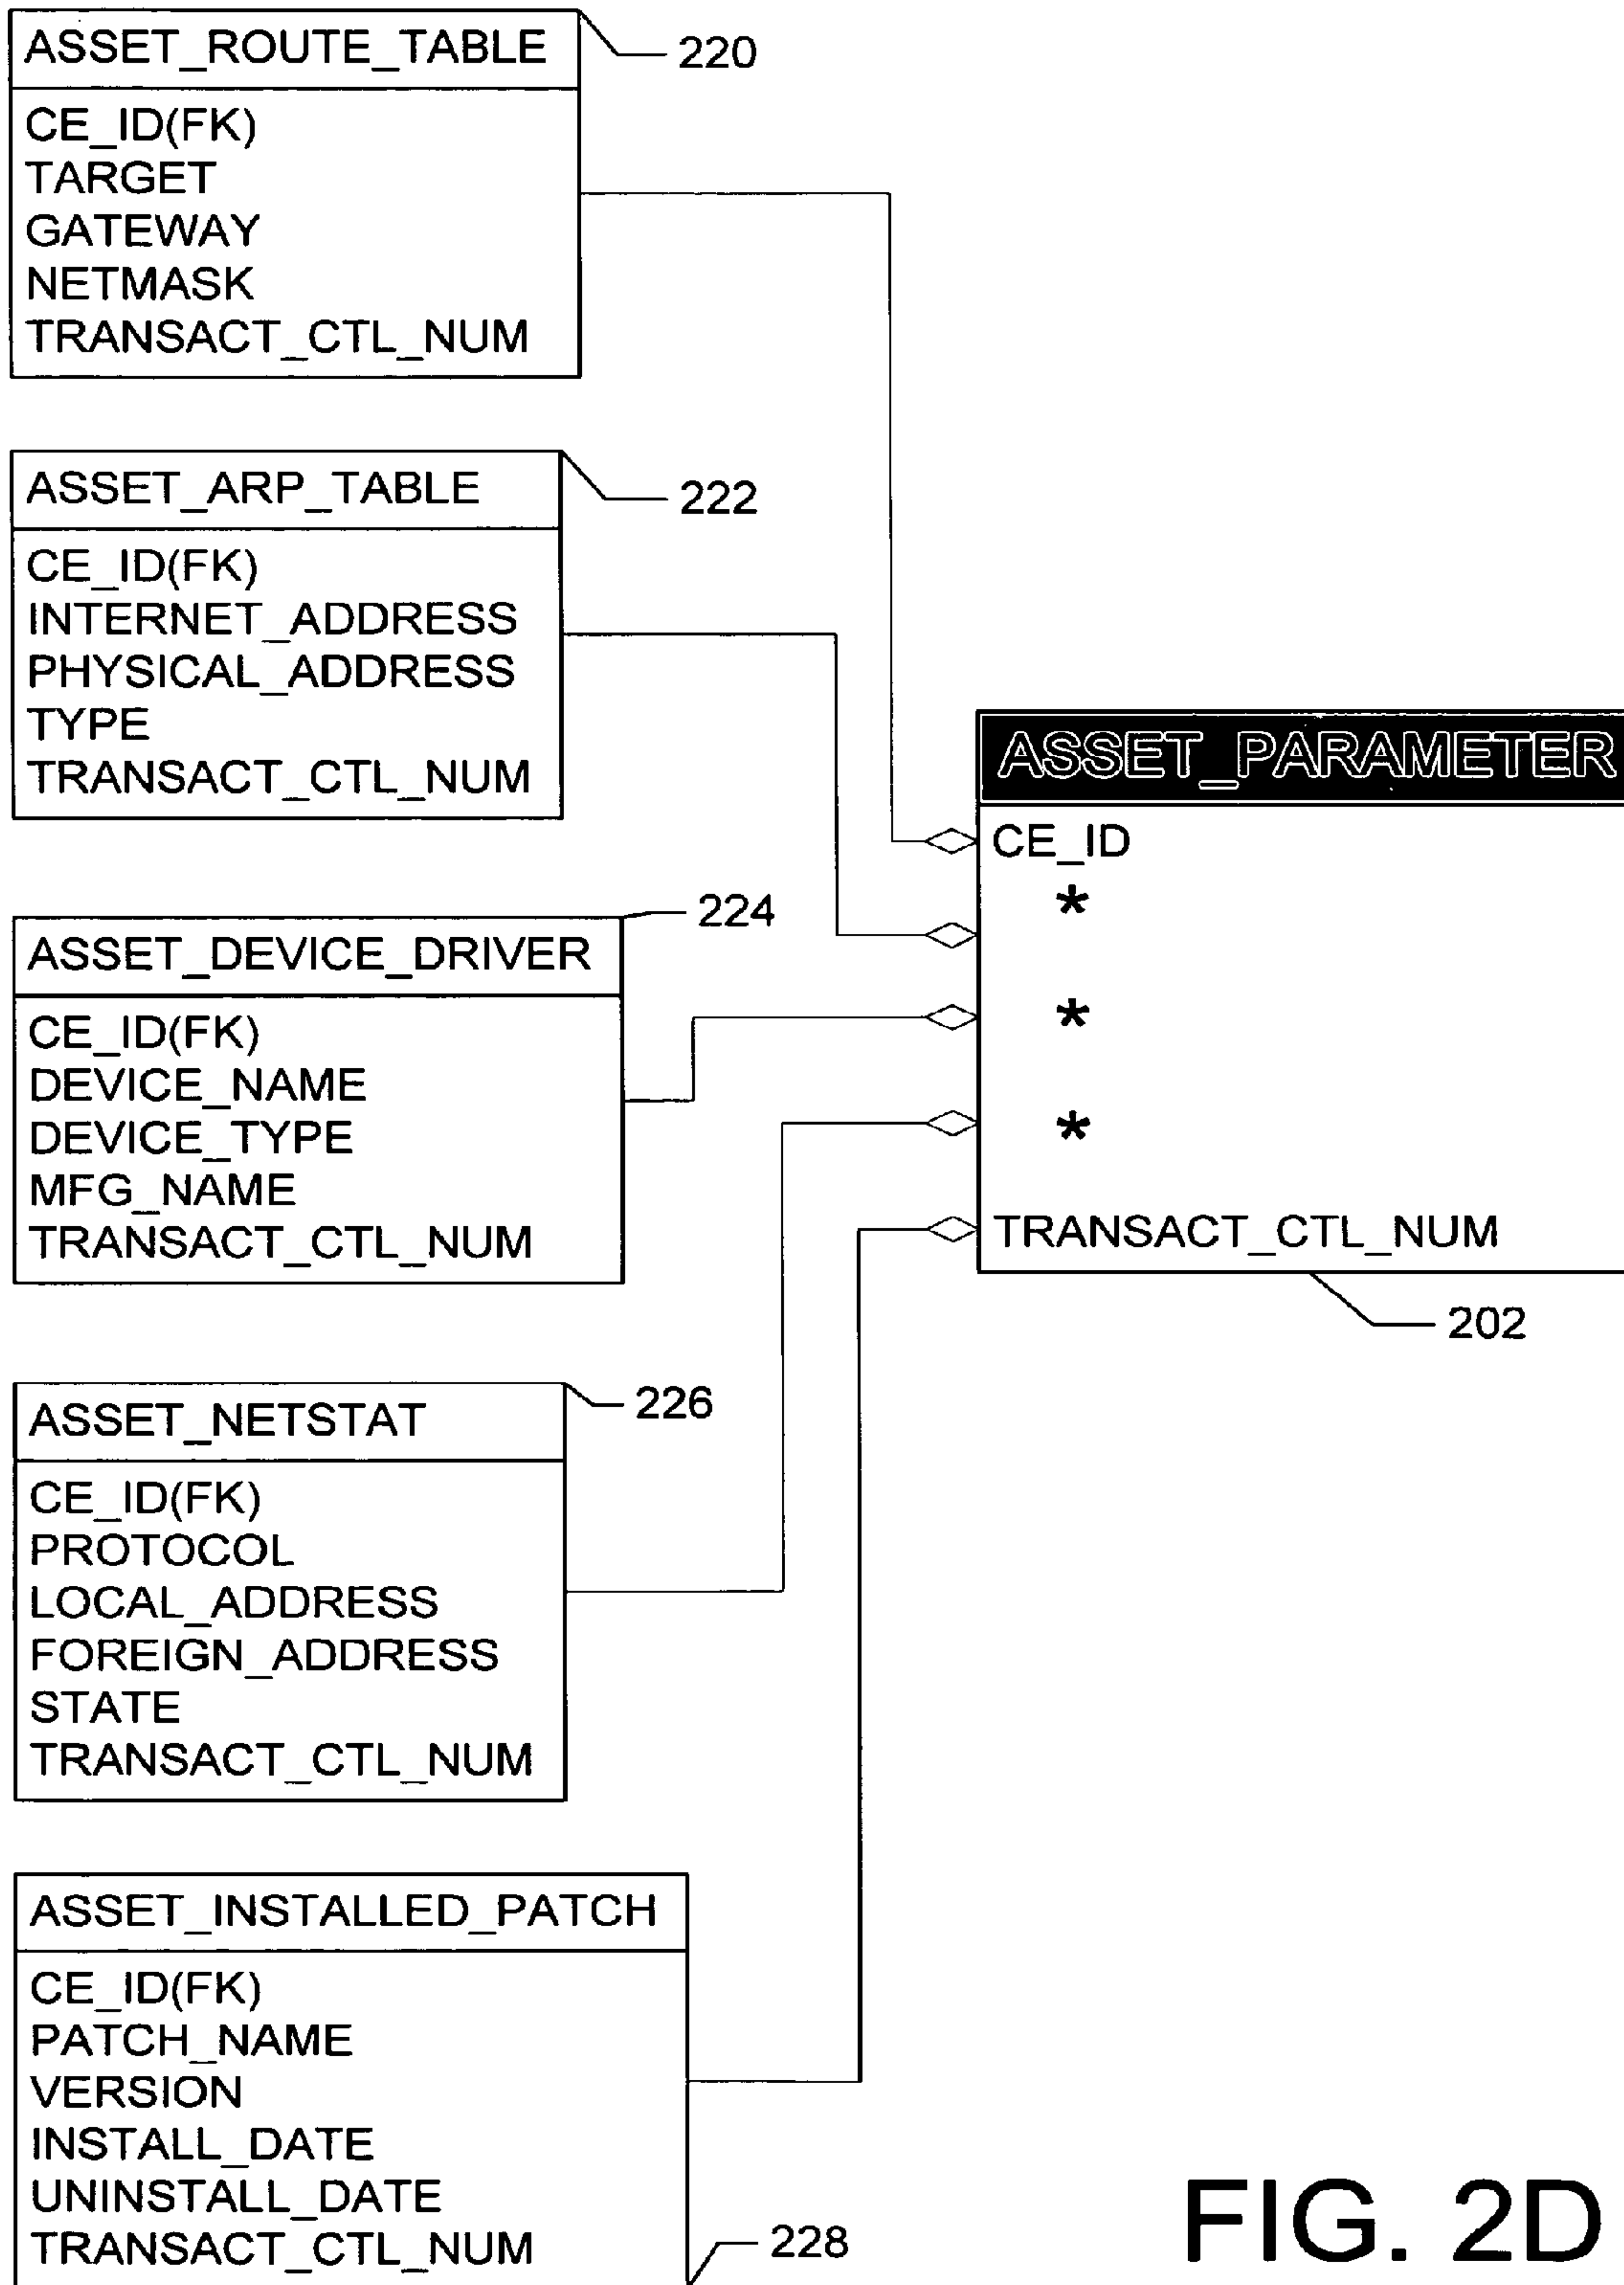 ASSET_ROUTE_TABLE
220
CE_ID(FK)
TARGET
GATEWAY
NETMASK
TRANSACT_CTL_NUM
ASSET_ARP_TABLE
222
CE_ID(FK)
INTERNET_ADDRESS
PHYSICAL_ADDRESS
TYPE
TRANSACT_CTL_NUM
ASSET_DEVICE_DRIVER
224
CE_ID(FK)
DEVICE_NAME
DEVICE_TYPE
MFG_NAME
TRANSACT_CTL_NUM
ASSET_NETSTAT
226
CE_ID(FK)
PROTOCOL
LOCAL_ADDRESS
FOREIGN_ADDRESS
STATE
TRANSACT_CTL_NUM
ASSET_INSTALLED_PATCH
CE_ID(FK)
PATCH_NAME
VERSION
INSTALL_DATE
UNINSTALL_DATE
TRANSACT_CTL_NUM
228
ASSET_PARAMETER
CE_ID
*
*
*
TRANSACT_CTL_NUM
202
FIG. 2D